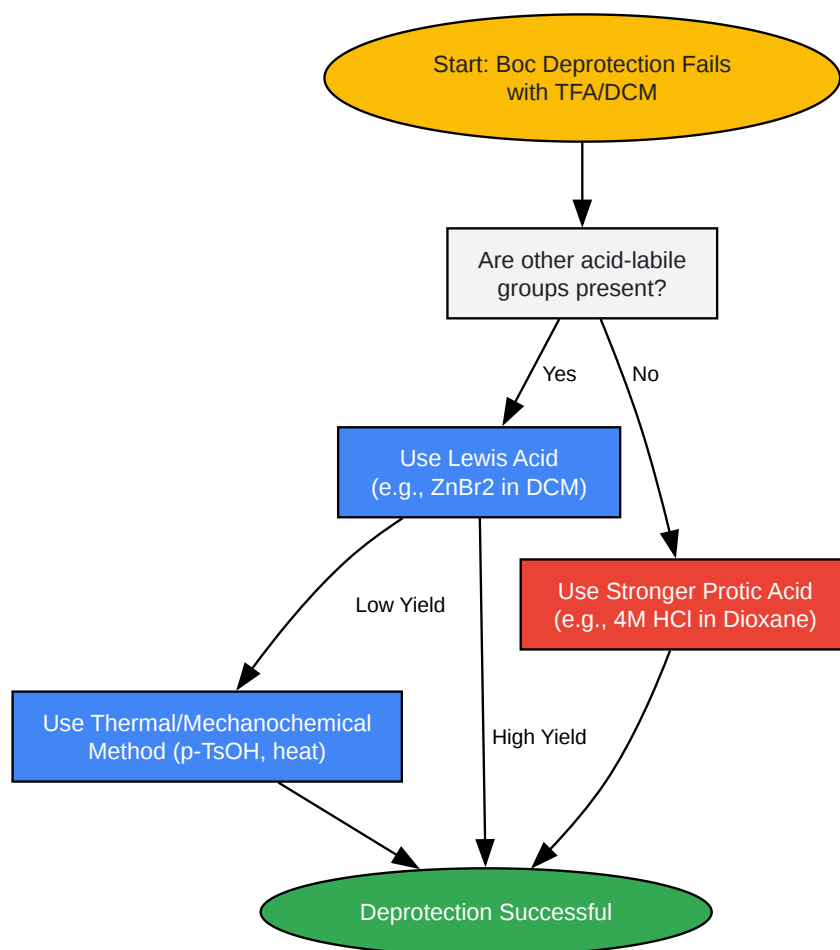 Start: Boc Deprotection Fails
with TFA/DCM
Are other acid-labile
groups present?
Yes
No
Use Lewis Acid
(e.g., ZnBr2 in DCM)
Use Stronger Protic Acid
(e.g., 4M HCl in Dioxane)
Low Yield
Use Thermal/Mechanochemical
Method (p-TsOH, heat)
High Yield
Deprotection Successful